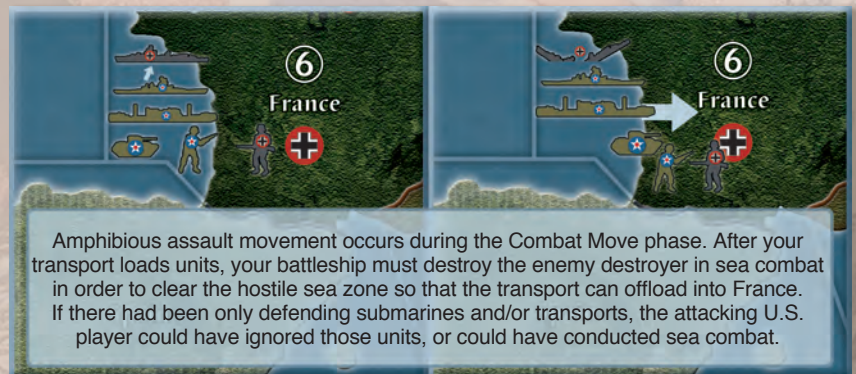 6
France
6
France
Amphibious assault movement occurs during the Combat Move phase. After your
transport loads units, your battleship must destroy the enemy destroyer in sea combat
in order to clear the hostile sea zone so that the transport can offload into France.
If there had been only defending submarines and/or transports, the attacking U.S.
player could have ignored those units, or could have conducted sea combat.